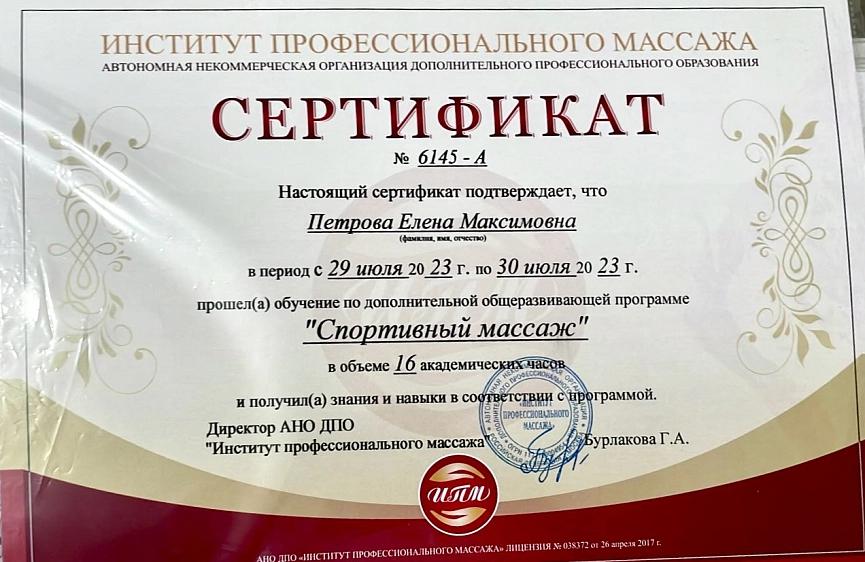 ИНСТИТУТ ПРОФЕССИОНАЛЬНОГО МАССАЖА
АВТОНОМНАЯ НЕКОММЕРЧЕСКАЯ ОРГАНИЗАЦИЯ ДОПОЛНИТЕЛЬНОГО ПРОФЕССИОНАЛЬНОГО ОБРАЗОВАНИЯ
СЕРТИФИКАТ
№ 6145 - А
Настоящий сертификат подтверждает, что
Петрова Елена Максимовна
(фамилия, имя, отчество)
в период с 29 июля 20 23 г. по 30 июля 20 23 г.
прошел(а) обучение по дополнительной общеразвивающей программе
"Спортивный массаж"
в объеме 16 академических часов
и получил(а) знания и навыки в соответствии с программой.
Директор АНО ДПО
"Институт профессионального массажа" Бурлакова Г.А.
«ИНСТИТУТ
ПРОФЕССИОНАЛЬНОГО
МАССАЖА»
ИПМ
АНО ДПО «ИНСТИТУТ ПРОФЕССИОНАЛЬНОГО МАССАЖА» ЛИЦЕНЗИЯ № 038372 от 26 апреля 2017 г.